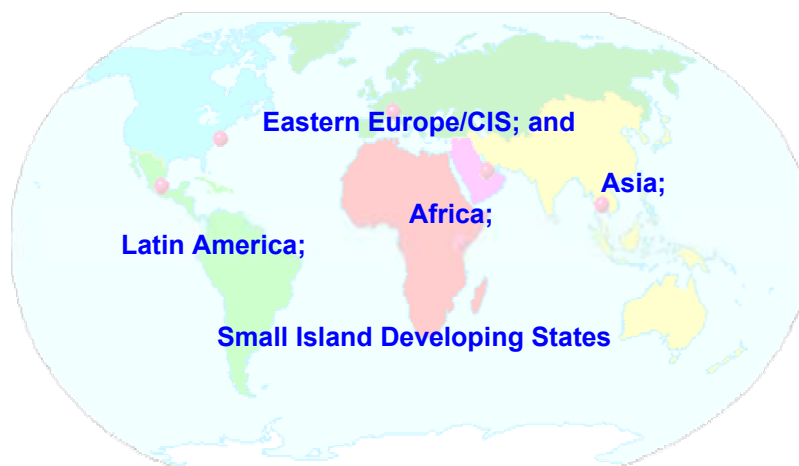 Eastern Europe/CIS; and
Asia;
Africa;
Latin America;
Small Island Developing States